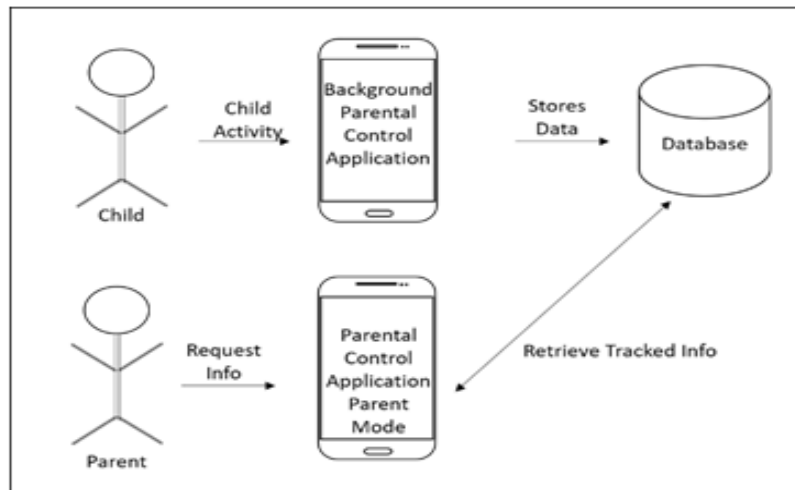 Child
Activity
Background
Parental
Control
Application
Stores
Data
Database
Child
Request
Info
Parental
Control
Application
Parent
Mode
Retrieve Tracked Info
Parent